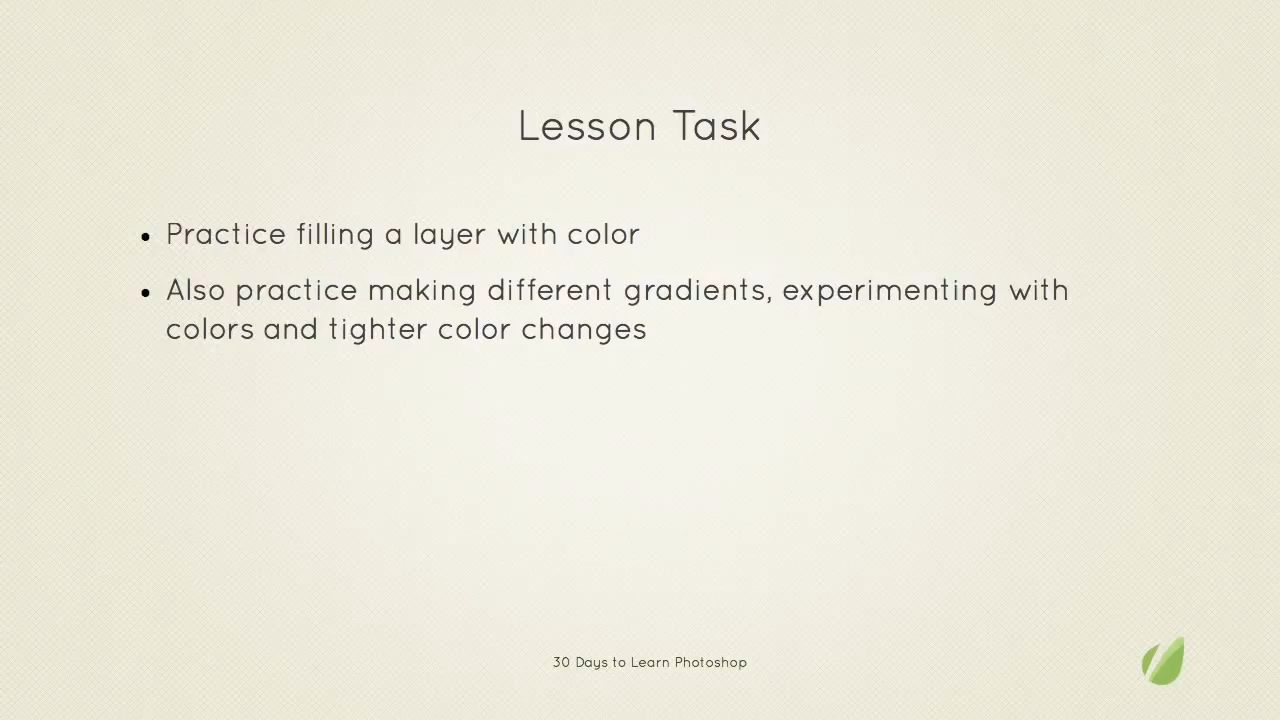 Lesson Task
• Practice filling a layer with color
• Also practice making different gradients, experimenting with
colors and tighter color changes
30 Days to Learn Photoshop